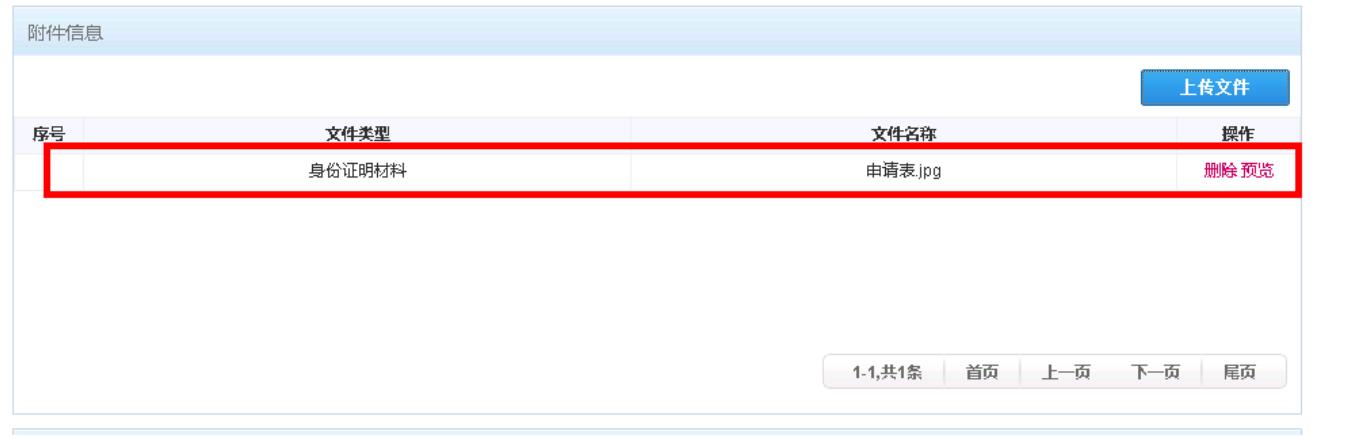 附件信息
上传文件
序号 文件类型 文件名称 操作
身份证明材料 申请表.jpg 删除 预览
1-1,共1条 首页 上一页 下一页 尾页